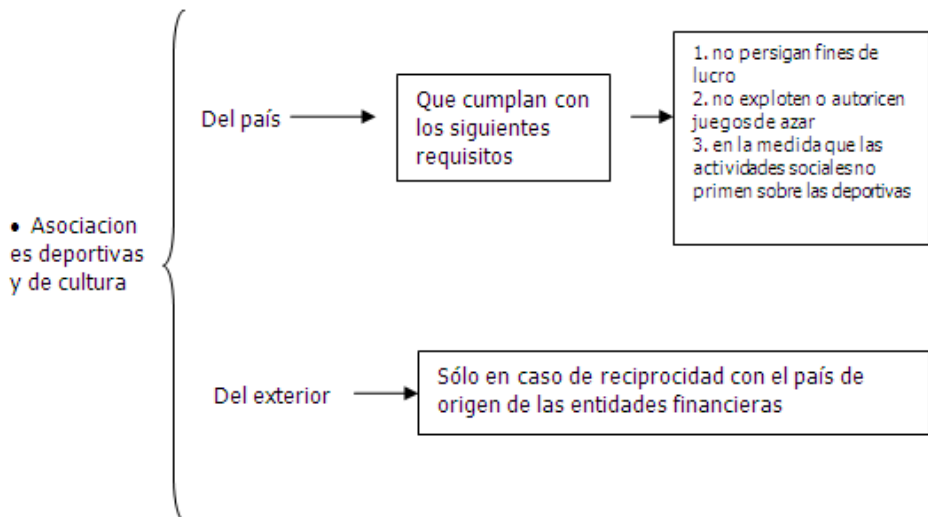 • Asociacion
es deportivas
y de cultura
Del país
Que cumplan con
los siguientes
requisitos
1. no persigan fines de
lucro
2. no exploten o autoricen
juegos de azar
3. en la medida que las
actividades sociales no
primen sobre las deportivas
Del exterior
Sólo en caso de reciprocidad con el país de
origen de las entidades financieras